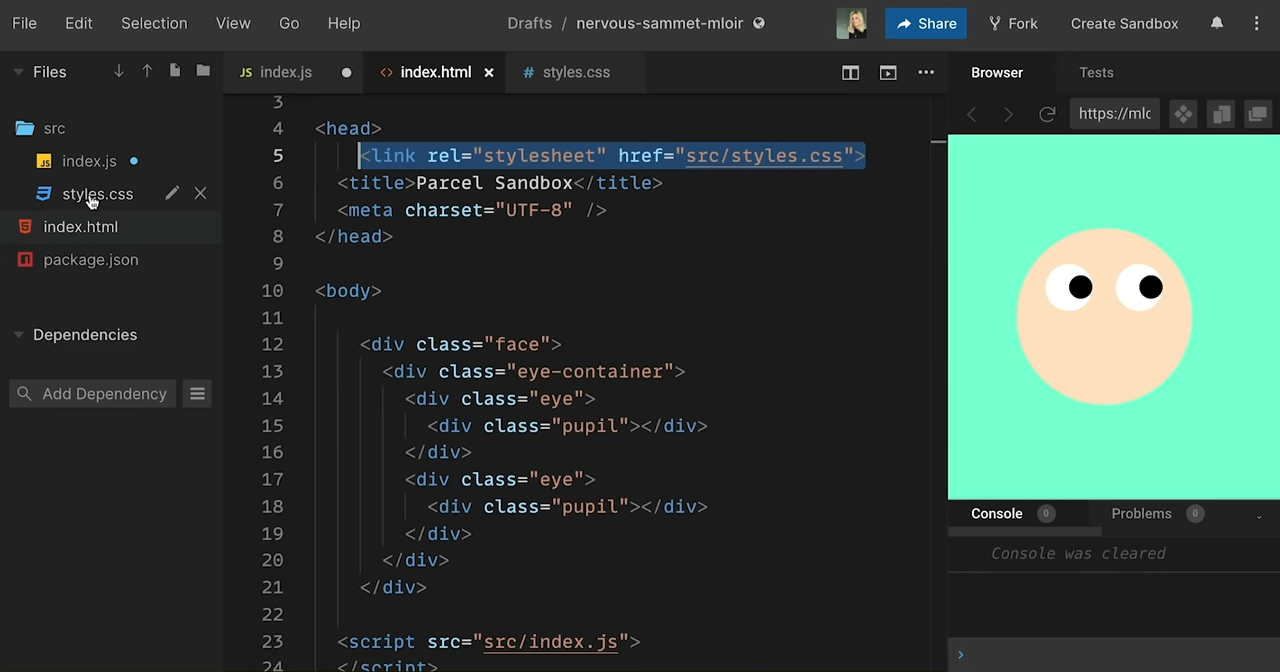 File Edit Selection View Go Help
Drafts / nervous-sammet-mloir
Share Fork Create Sandbox
Files
src
JS index.js
styles.css
index.html
package.json
Dependencies
Add Dependency
JS index.js
<> index.html ×
# styles.css
3
4 <head>
5 <link rel="stylesheet" href="src/styles.css">
6 <title>Parcel Sandbox</title>
7 <meta charset="UTF-8" />
8 </head>
9
10 <body>
11
12 <div class="face">
13 <div class="eye-container">
14 <div class="eye">
15 <div class="pupil"></div>
16 </div>
17 <div class="eye">
18 <div class="pupil"></div>
19 </div>
20 </div>
21 </div>
22
23 <script src="src/index.js">
24 </script>
Browser Tests
https://mlc
Console 0 Problems 0
Console was cleared
›